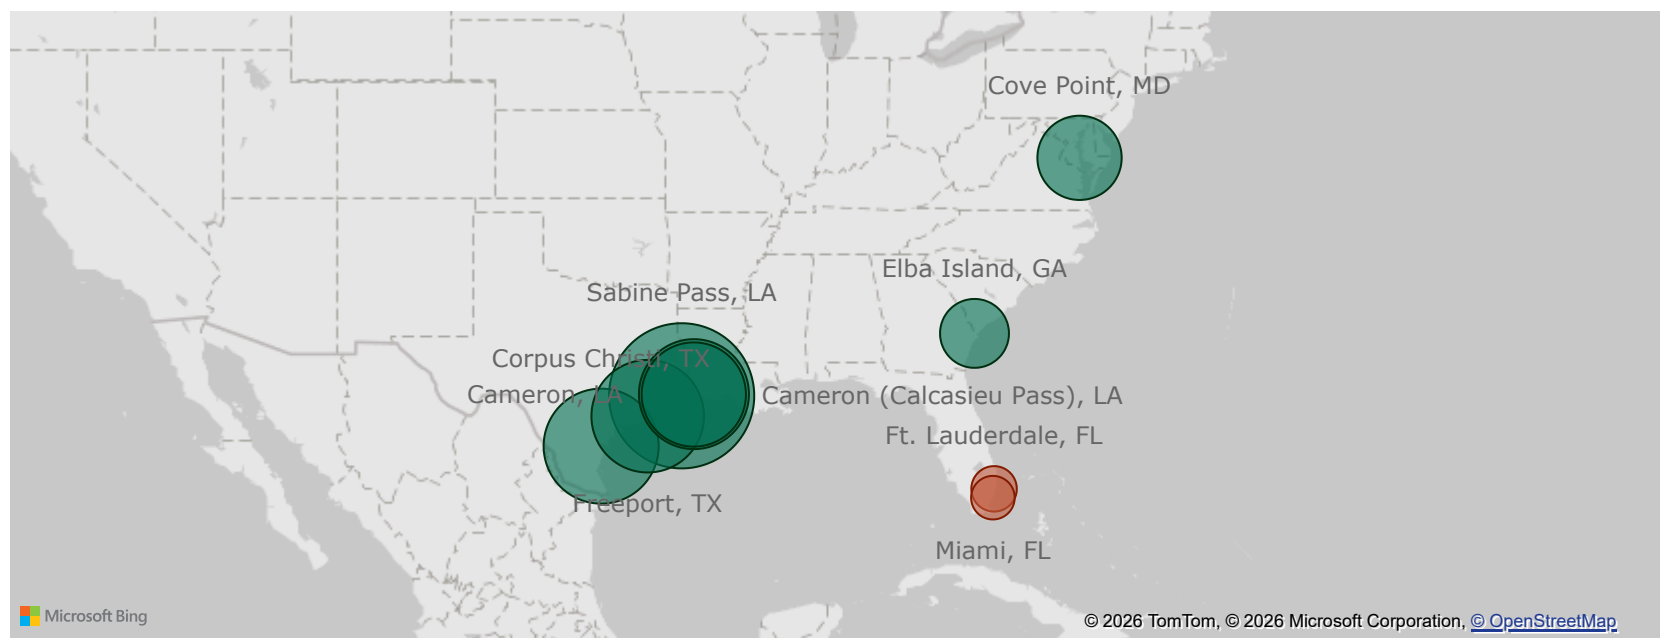 Cove Point, MD
Elba Island, GA
Sabine Pass, LA
Corpus Christi, TX
Cameron, LA
Cameron (Calcasieu Pass), LA
Ft. Lauderdale, FL
Freeport, TX
Miami, FL
Microsoft Bing
© 2026 TomTom, © 2026 Microsoft Corporation, © OpenStreetMap